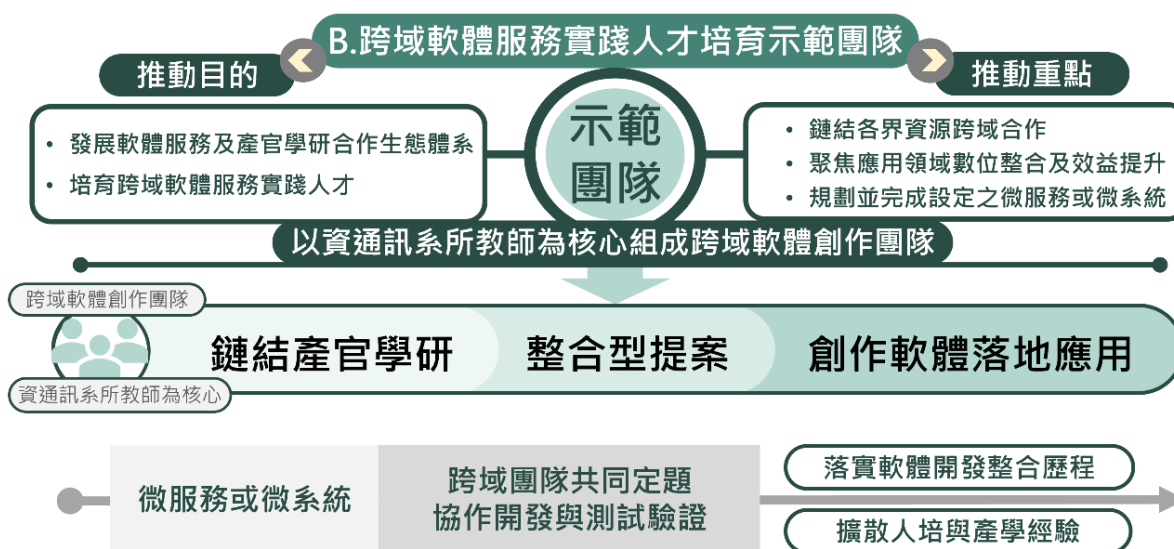 B.跨域軟體服務實踐人才培育示範團隊
推動目的
• 發展軟體服務及產官學研合作生態體系
• 培育跨域軟體服務實踐人才
示範
團隊
推動重點
• 鏈結各界資源跨域合作
• 聚焦應用領域數位整合及效益提升
• 規劃並完成設定之微服務或微系統
以資通訊系所教師為核心組成跨域軟體創作團隊
跨域軟體創作團隊
資通訊系所教師為核心
鏈結產官學研
整合型提案
創作軟體落地應用
微服務或微系統
跨域團隊共同定題
協作開發與測試驗證
落實軟體開發整合歷程
擴散人培與產學經驗